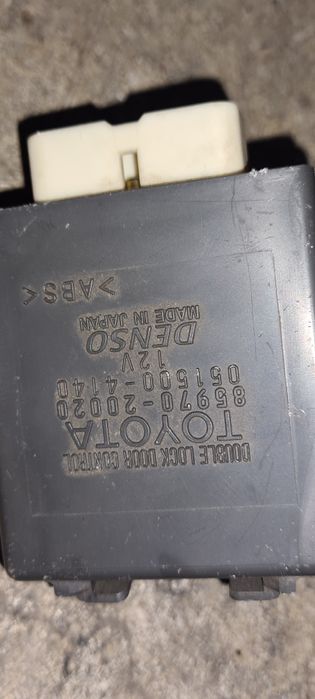 DOUBLE LOCK DOOR CONTROL
TOYOTA
85970-20020
051500-4140
12V
DENSO
MADE IN JAPAN
>ABS<